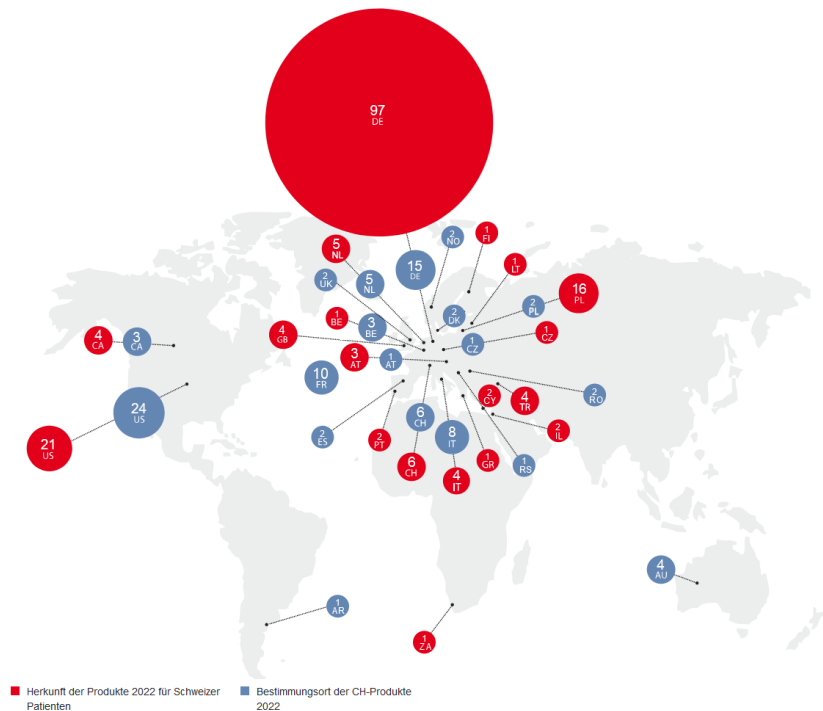 97
DE
2
NO
1
FI
5
NL
15
DE
1
LT
2
UK
5
NL
16
PL
2
PL
1
BE
3
BE
2
DK
4
GB
1
CZ
1
CZ
4
CA
3
CA
3
AT
1
AT
10
FR
24
US
2
CY
4
TR
2
RO
6
CH
21
US
2
ES
2
PT
8
IT
2
IL
6
CH
4
IT
1
GR
1
RS
4
AU
1
AR
1
ZA
Herkunft der Produkte 2022 für Schweizer
Patienten
Bestimmungsort der CH-Produkte
2022